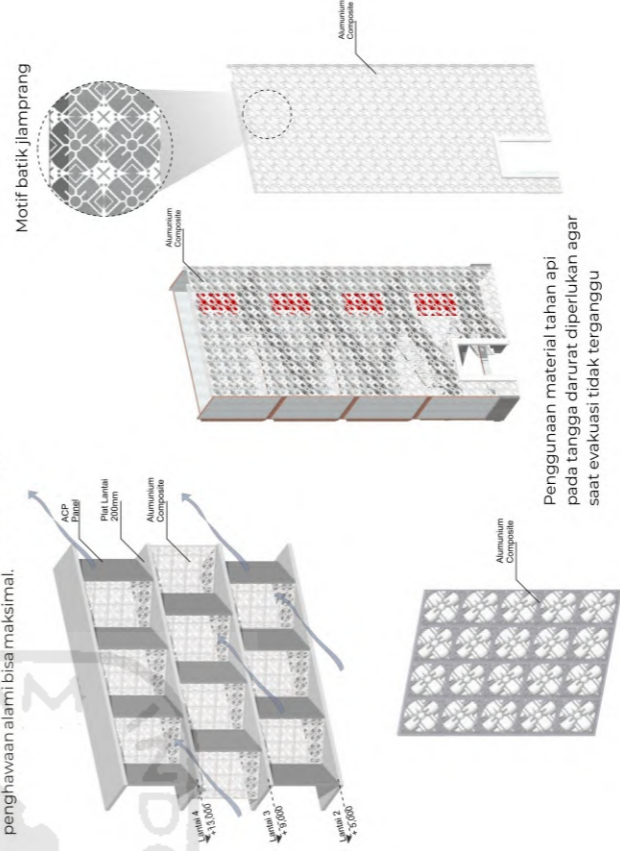 penghawaan alami bisa maksimal.
ACP
Panel
Plat Lantai
200mm
Alumunium
Composite
Lantai 4
+13,000
Lantai 3
+9,000
Lantai 2
+5,000
Alumunium
Composite
Motif batik jlamprang
Alumunium
Composite
Alumunium
Composite
Penggunaan material tahan api
pada tangga darurat diperlukan agar
saat evakuasi tidak terganggu